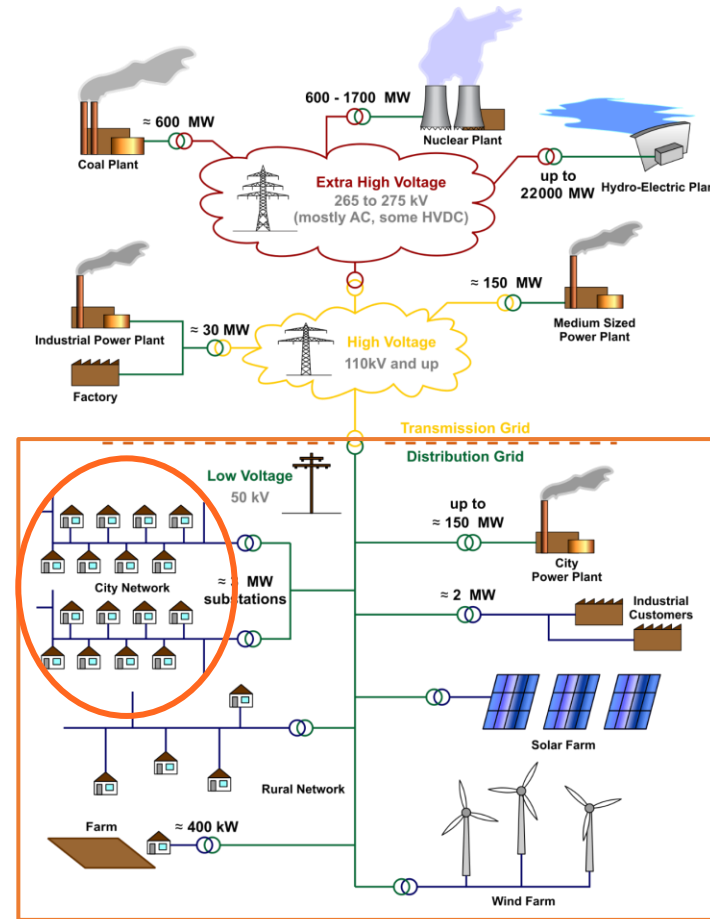 600 - 1700 MW
≈ 600 MW
Coal Plant
Nuclear Plant
Extra High Voltage
265 to 275 kV
(mostly AC, some HVDC)
up to
22000 MW
Hydro-Electric Plan
≈ 150 MW
Medium Sized
Power Plant
Industrial Power Plant
≈ 30 MW
Factory
High Voltage
110kV and up
Transmission Grid
Distribution Grid
Low Voltage
50 kV
City Network
≈ MW
substations
up to
≈ 150 MW
City
Power Plant
≈ 2 MW
Industrial
Customers
Solar Farm
Rural Network
Farm
≈ 400 kW
Wind Farm